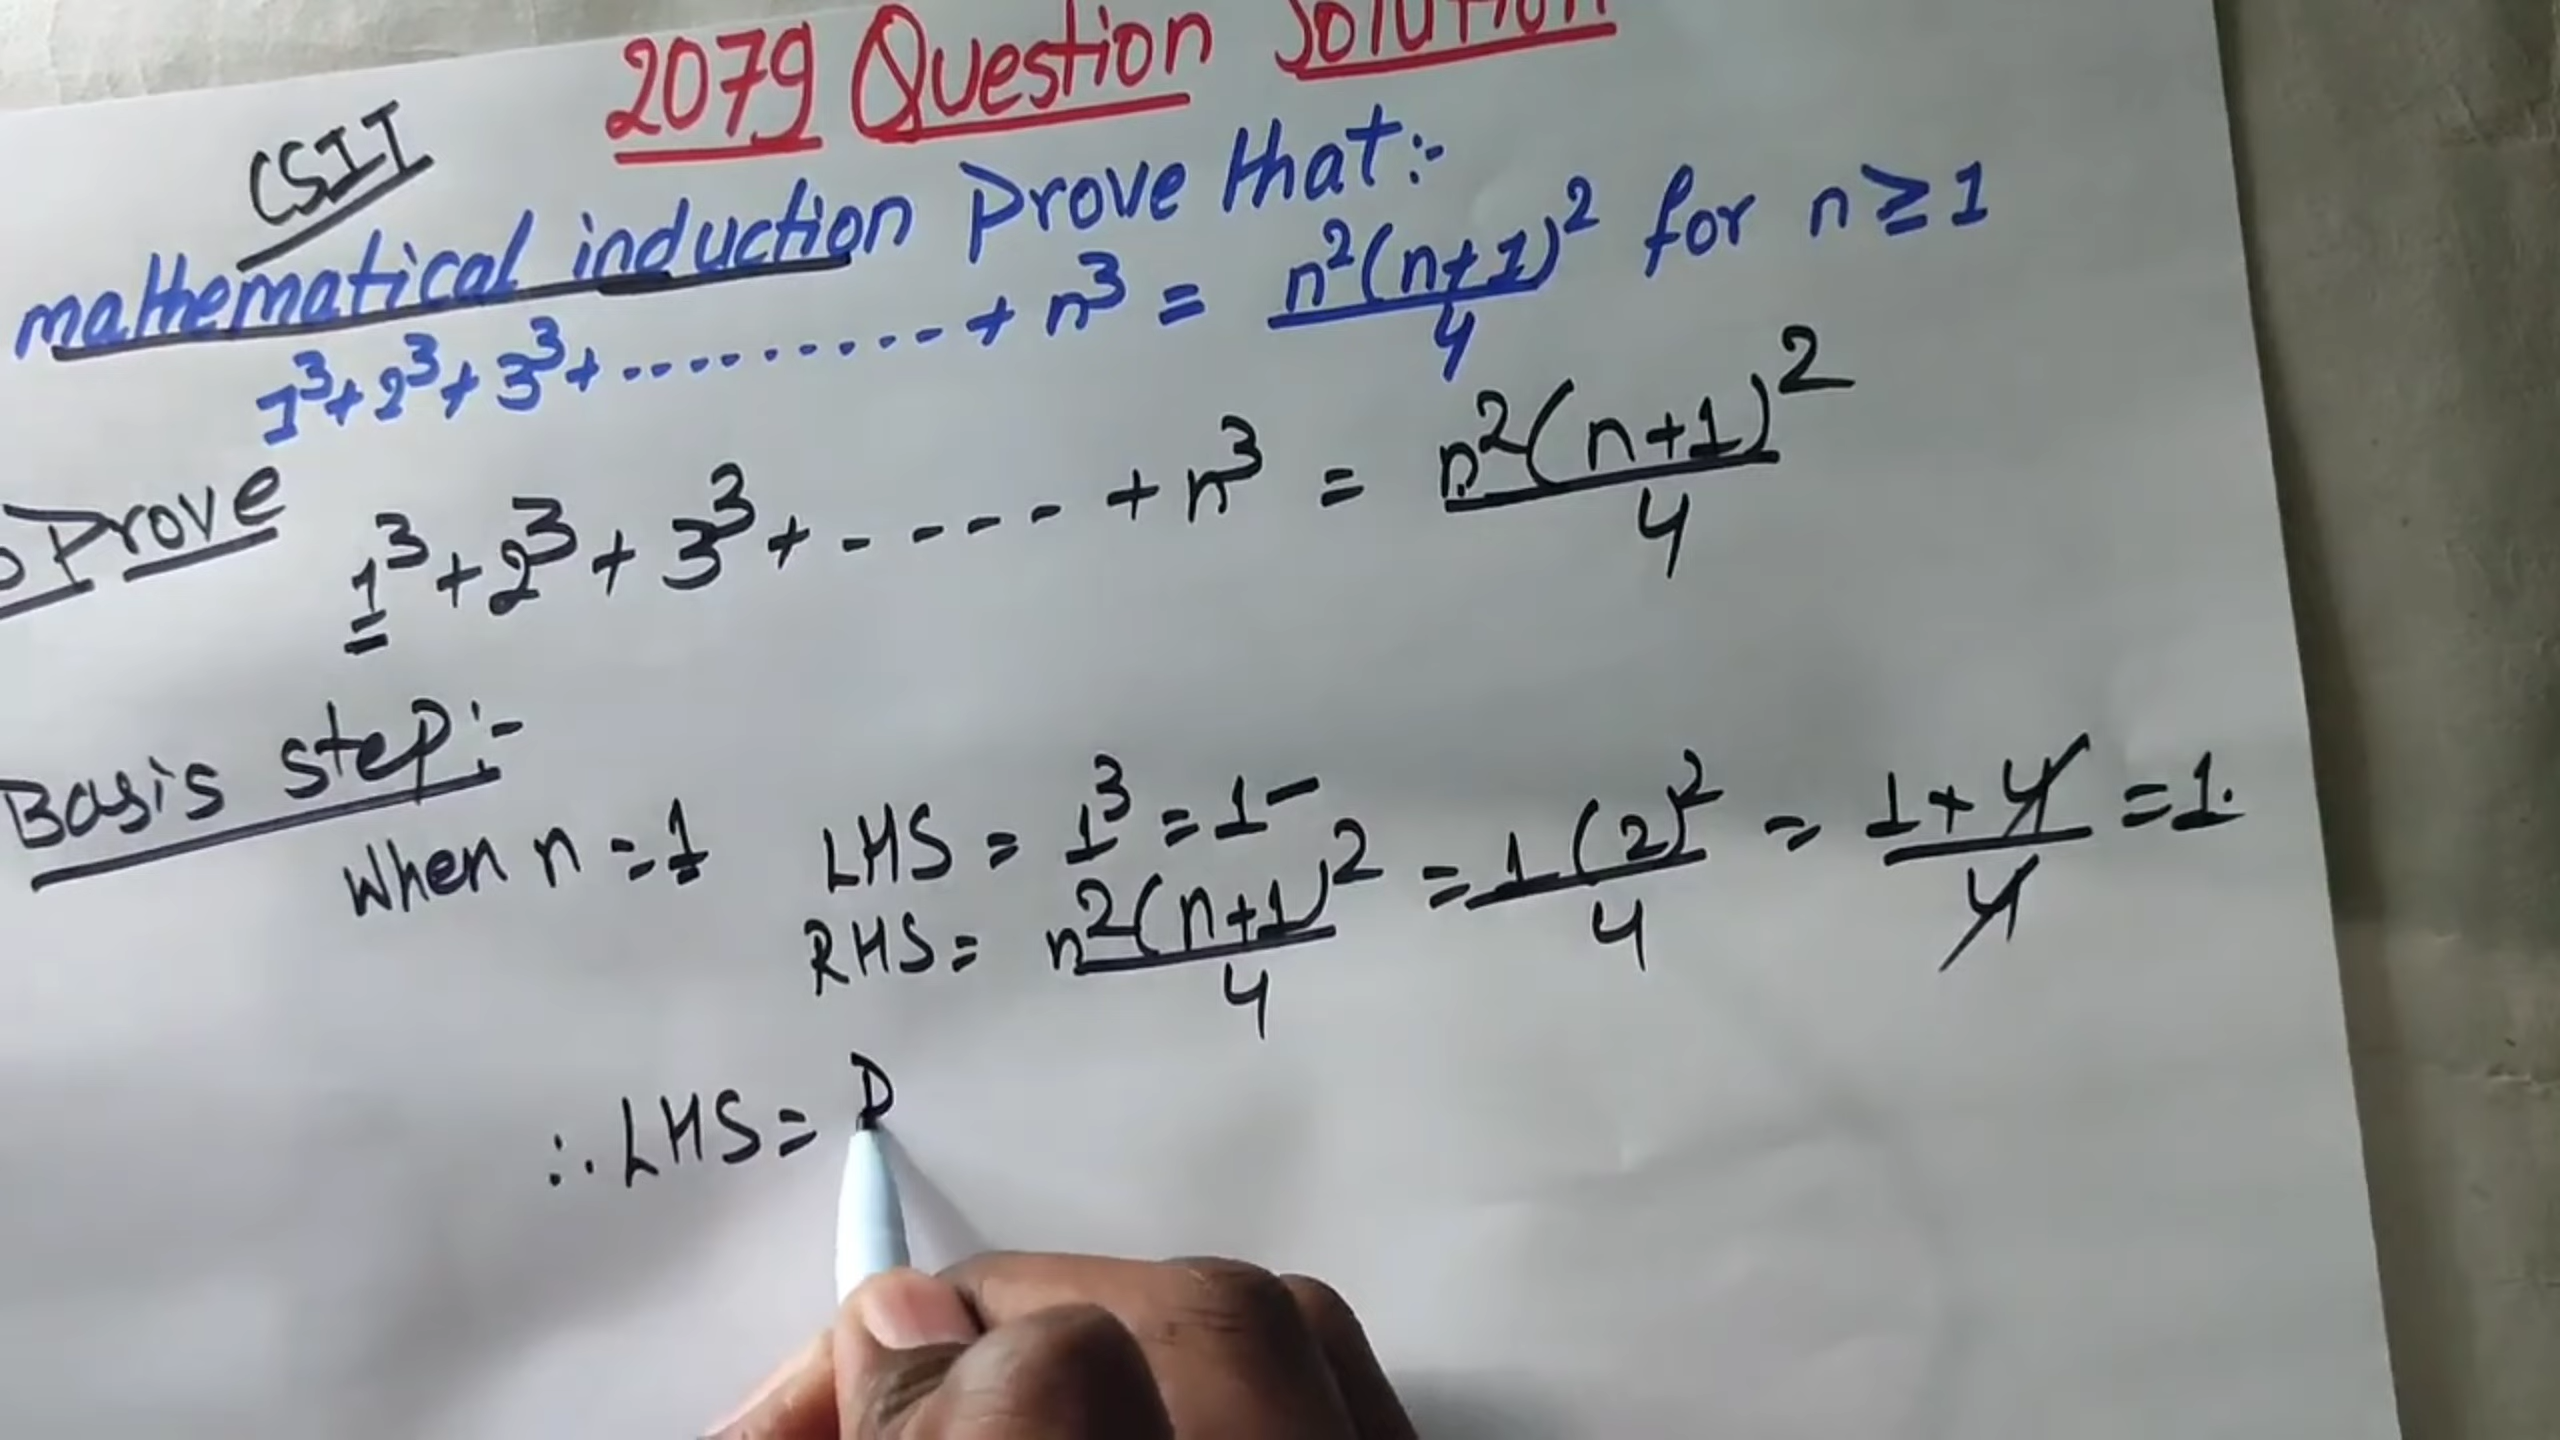 2079 Question Solution
CSIT
mathematical induction Prove that:-
1³+2³+3³+.........+n³ = n²(n+1)²/4 for n≥1
Prove 1³+2³+3³+-----+n³ = n²(n+1)²/4
Basis step:-
When n=1 LHS = 1³ = 1-
RHS = n²(n+1)²/4 = 1(2)²/4 = 1+4/4 = 1.
∴ LHS =